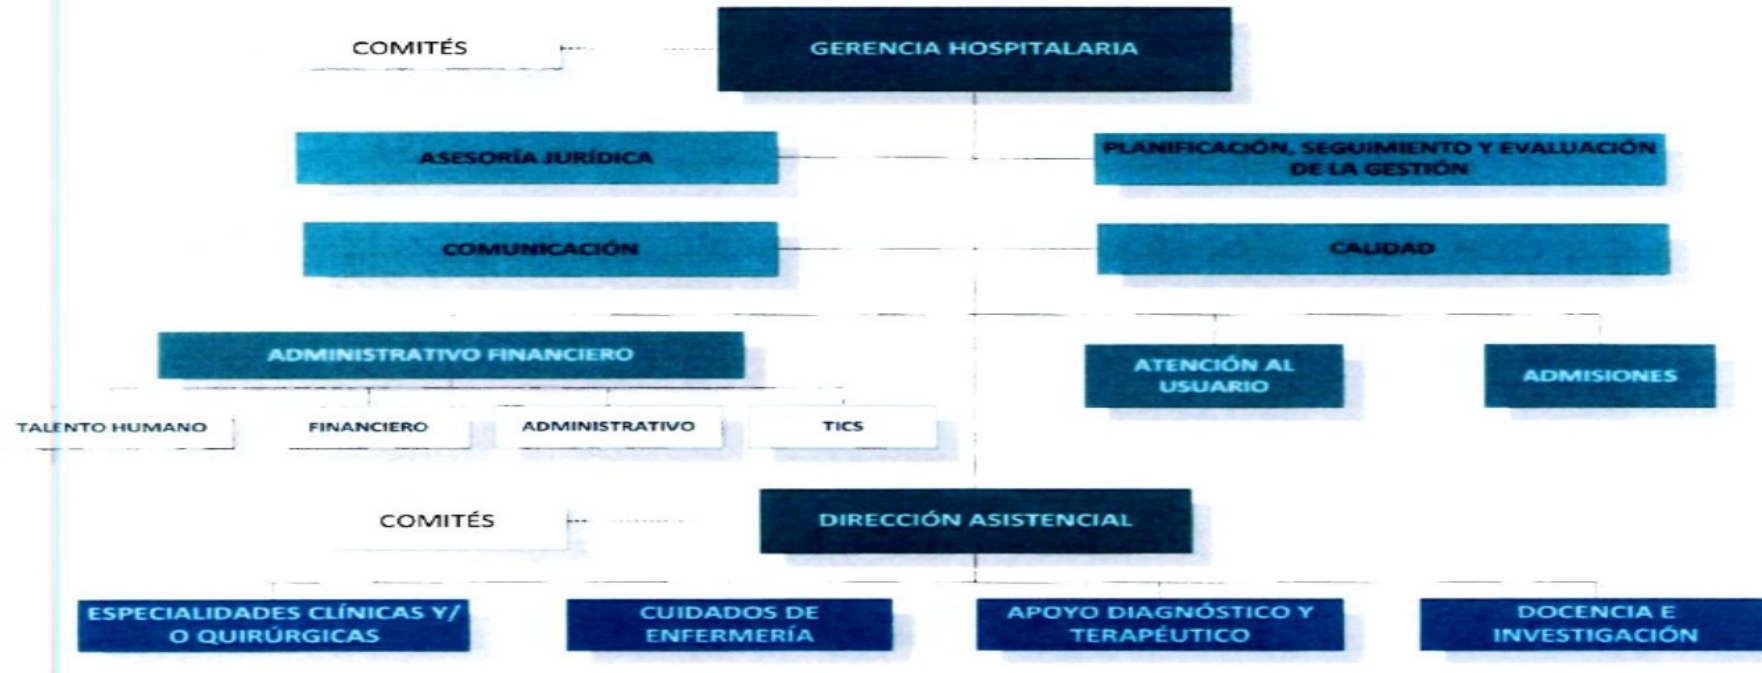 COMITÉS
GERENCIA HOSPITALARIA
ASESORÍA JURÍDICA
PLANIFICACIÓN, SEGUIMIENTO Y EVALUACIÓN
DE LA GESTIÓN
COMUNICACIÓN
CALIDAD
ADMINISTRATIVO FINANCIERO
ATENCIÓN AL
USUARIO
ADMISIONES
TALENTO HUMANO
FINANCIERO
ADMINISTRATIVO
TICS
COMITÉS
DIRECCIÓN ASISTENCIAL
ESPECIALIDADES CLÍNICAS Y/
O QUIRÚRGICAS
CUIDADOS DE
ENFERMERÍA
APOYO DIAGNÓSTICO Y
TERAPÉUTICO
DOCENCIA E
INVESTIGACIÓN